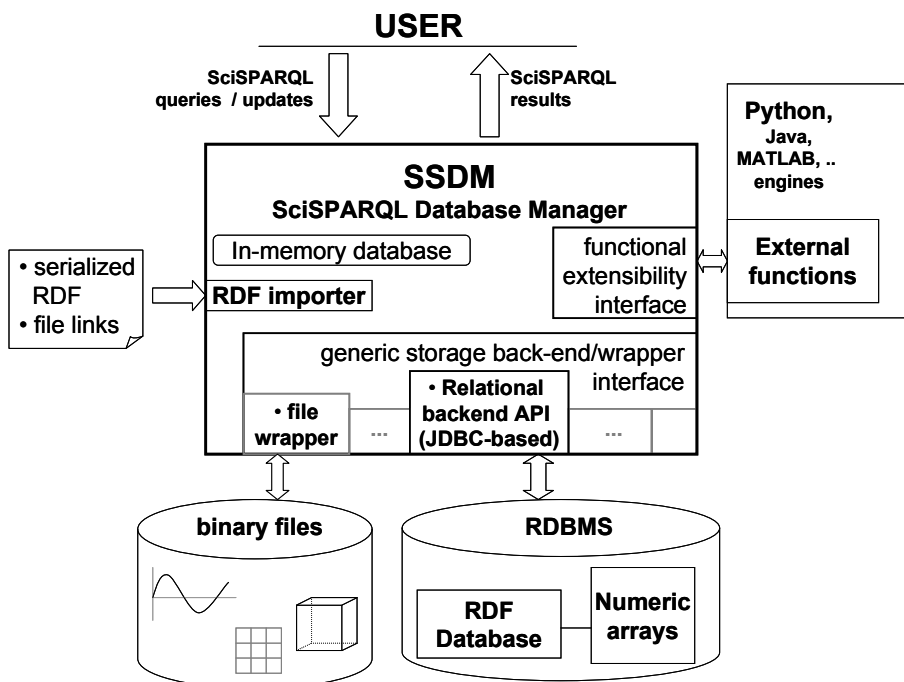 USER
SciSPARQL
queries / updates
SciSPARQL
results
Python,
Java,
MATLAB, ..
engines
External
functions
SSDM
SciSPARQL Database Manager
In-memory database
functional
extensibility
interface
• serialized
RDF
• file links
RDF importer
generic storage back-end/wrapper
interface
• file
wrapper
...
• Relational
backend API
(JDBC-based)
...
binary files
RDBMS
RDF
Database
Numeric
arrays